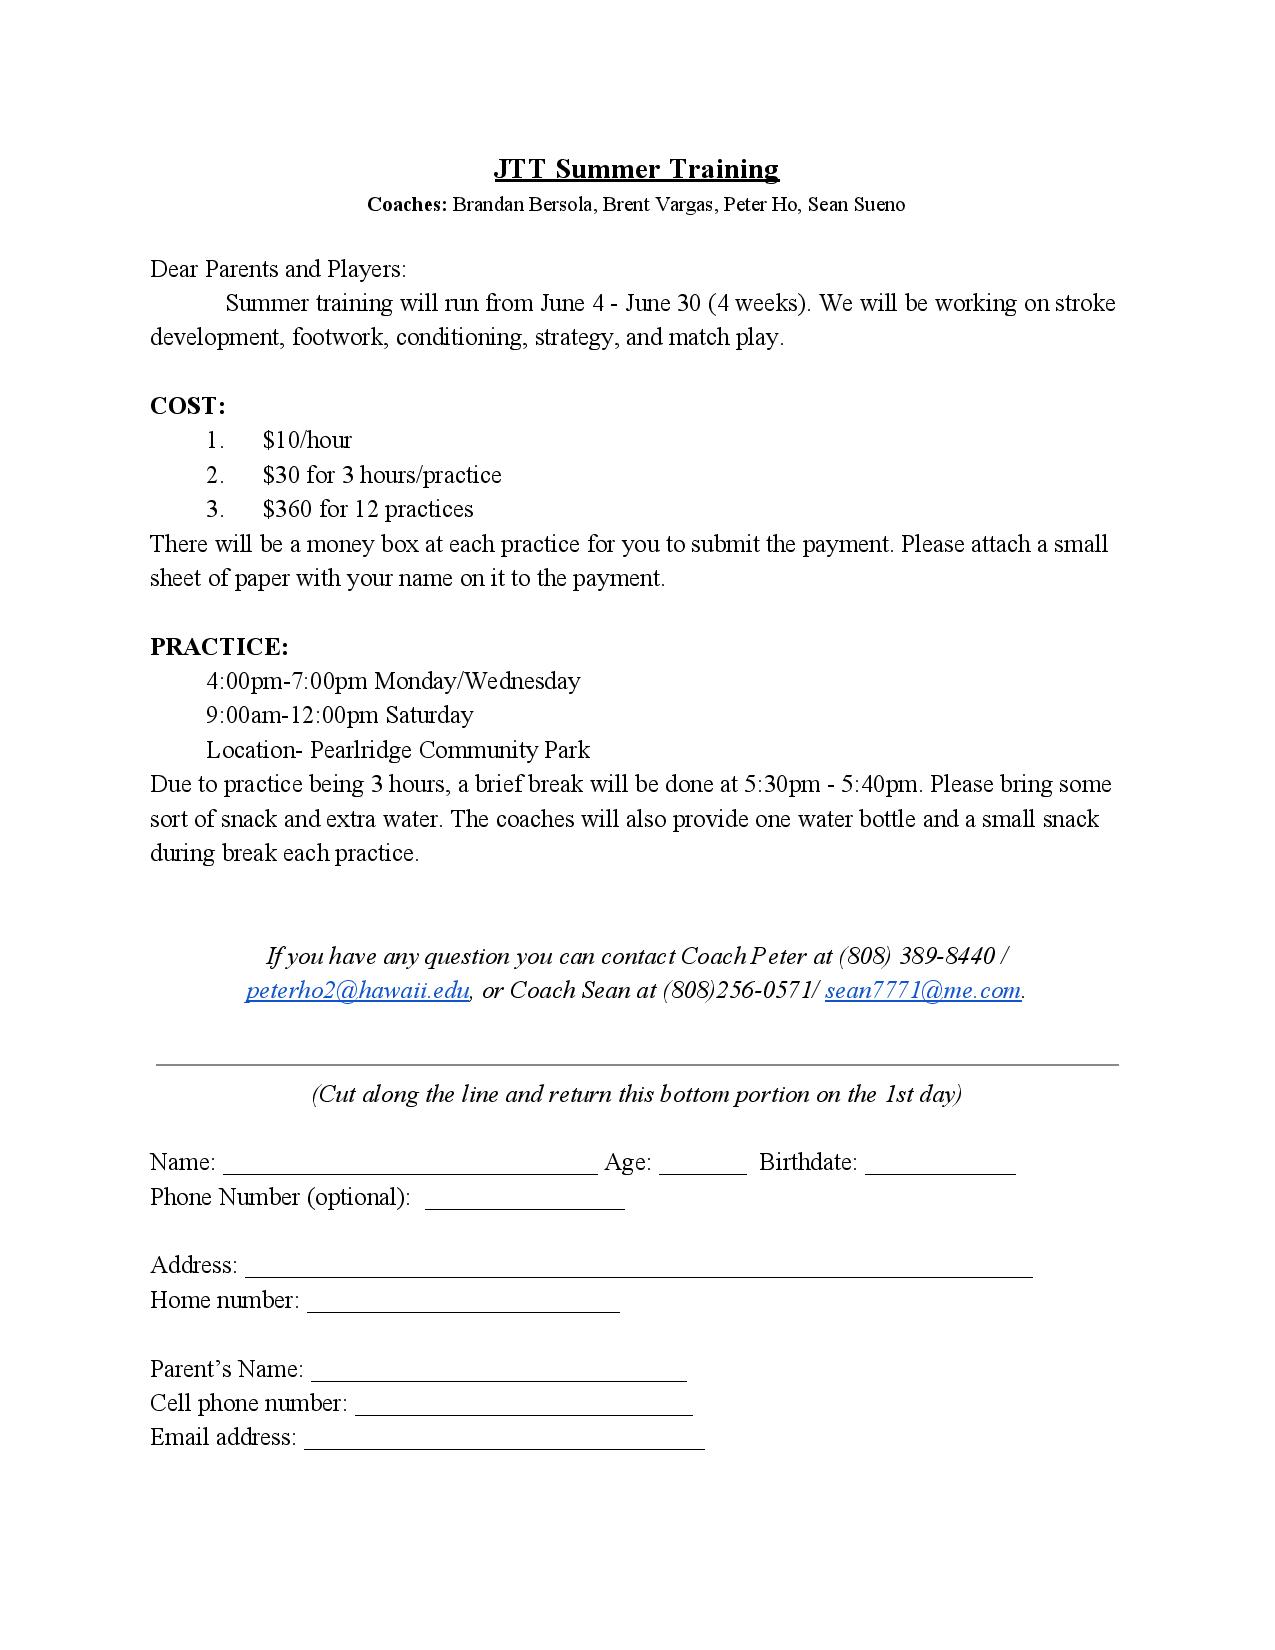 JTT Summer Training
Coaches: Brandan Bersola, Brent Vargas, Peter Ho, Sean Sueno
Dear Parents and Players:
Summer training will run from June 4 - June 30 (4 weeks). We will be working on stroke
development, footwork, conditioning, strategy, and match play.
COST:
1. $10/hour
2. $30 for 3 hours/practice
3. $360 for 12 practices
There will be a money box at each practice for you to submit the payment. Please attach a small
sheet of paper with your name on it to the payment.
PRACTICE:
4:00pm-7:00pm Monday/Wednesday
9:00am-12:00pm Saturday
Location- Pearlridge Community Park
Due to practice being 3 hours, a brief break will be done at 5:30pm - 5:40pm. Please bring some
sort of snack and extra water. The coaches will also provide one water bottle and a small snack
during break each practice.
If you have any question you can contact Coach Peter at (808) 389-8440 /
peterho2@hawaii.edu, or Coach Sean at (808)256-0571/ sean7771@me.com.
(Cut along the line and return this bottom portion on the 1st day)
Name: ______________________________ Age: _______ Birthdate: ____________
Phone Number (optional): ________________
Address: _______________________________________________________________
Home number: _________________________
Parent’s Name: ______________________________
Cell phone number: ___________________________
Email address: ________________________________